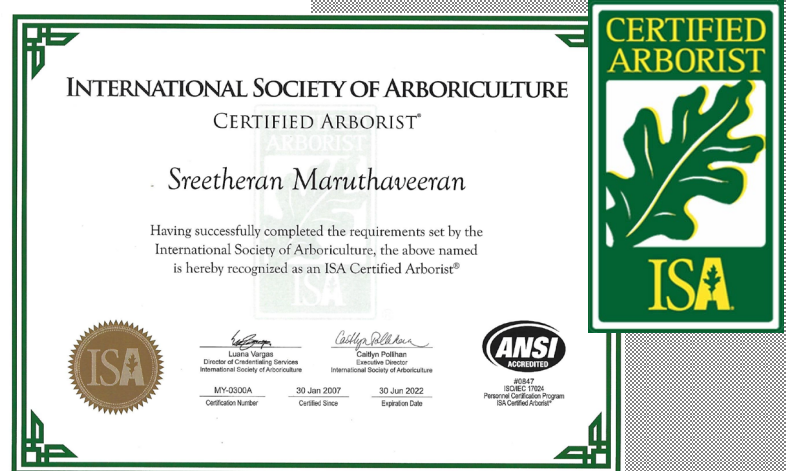 INTERNATIONAL SOCIETY OF ARBORICULTURE
CERTIFIED ARBORIST®
ARBORIST
Sreetheran Maruthaveeran
Having successfully completed the requirements set by the
International Society of Arboriculture, the above named
is hereby recognized as an ISA Certified Arborist®
ISA
ISA
Luana Vargas
Director of Credentialing Services
International Society of Arboriculture
Caitlyn Pollihan
Caitlyn Pollihan
Executive Director
International Society of Arboriculture
MY-0300A
Certification Number
30 Jan 2007
Certified Since
30 Jun 2022
Expiration Date
ANSI
ACCREDITED
#0847
ISO/IEC 17024
Personnel Certification Program
ISA Certified Arborist®
CERTIFIED
ARBORIST
ISA